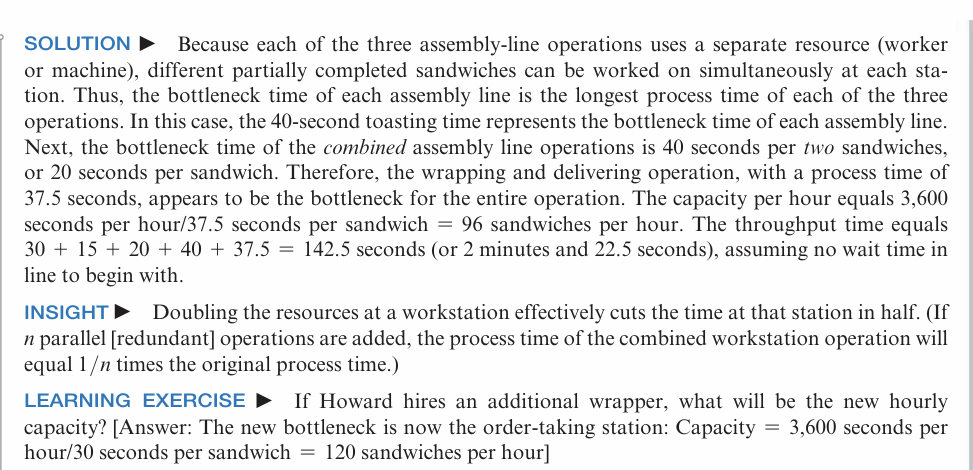 SOLUTION ▶ Because each of the three assembly-line operations uses a separate resource (worker
or machine), different partially completed sandwiches can be worked on simultaneously at each sta-
tion. Thus, the bottleneck time of each assembly line is the longest process time of each of the three
operations. In this case, the 40-second toasting time represents the bottleneck time of each assembly line.
Next, the bottleneck time of the combined assembly line operations is 40 seconds per two sandwiches,
or 20 seconds per sandwich. Therefore, the wrapping and delivering operation, with a process time of
37.5 seconds, appears to be the bottleneck for the entire operation. The capacity per hour equals 3,600
seconds per hour/37.5 seconds per sandwich = 96 sandwiches per hour. The throughput time equals
30 + 15 + 20 + 40 + 37.5 = 142.5 seconds (or 2 minutes and 22.5 seconds), assuming no wait time in
line to begin with.
INSIGHT ▶ Doubling the resources at a workstation effectively cuts the time at that station in half. (If
n parallel [redundant] operations are added, the process time of the combined workstation operation will
equal 1/n times the original process time.)
LEARNING EXERCISE ▶ If Howard hires an additional wrapper, what will be the new hourly
capacity? [Answer: The new bottleneck is now the order-taking station: Capacity = 3,600 seconds per
hour/30 seconds per sandwich = 120 sandwiches per hour]